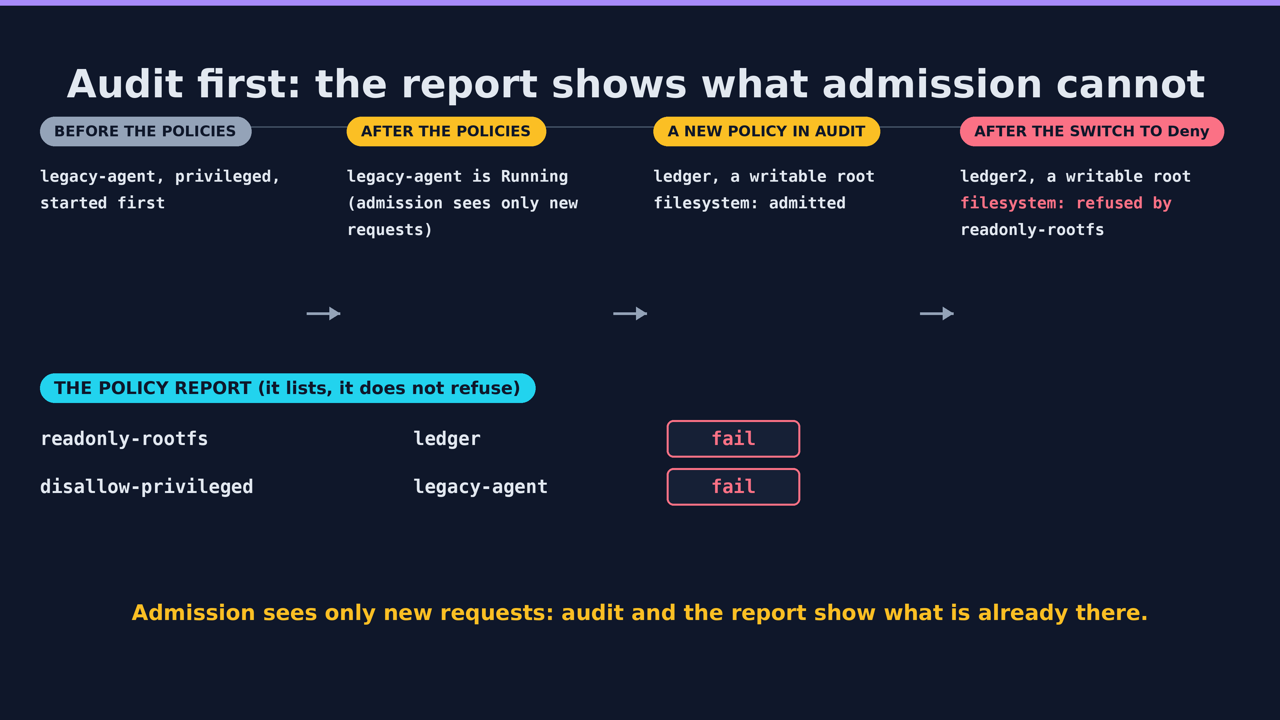 Audit first: the report shows what admission cannot
BEFORE THE POLICIES
legacy-agent, privileged,
started first
AFTER THE POLICIES
legacy-agent is Running
(admission sees only new
requests)
A NEW POLICY IN AUDIT
ledger, a writable root
filesystem: admitted
AFTER THE SWITCH TO Deny
ledger2, a writable root
filesystem: refused by
readonly-rootfs
THE POLICY REPORT (it lists, it does not refuse)
readonly-rootfs ledger fail
disallow-privileged legacy-agent fail
Admission sees only new requests: audit and the report show what is already there.